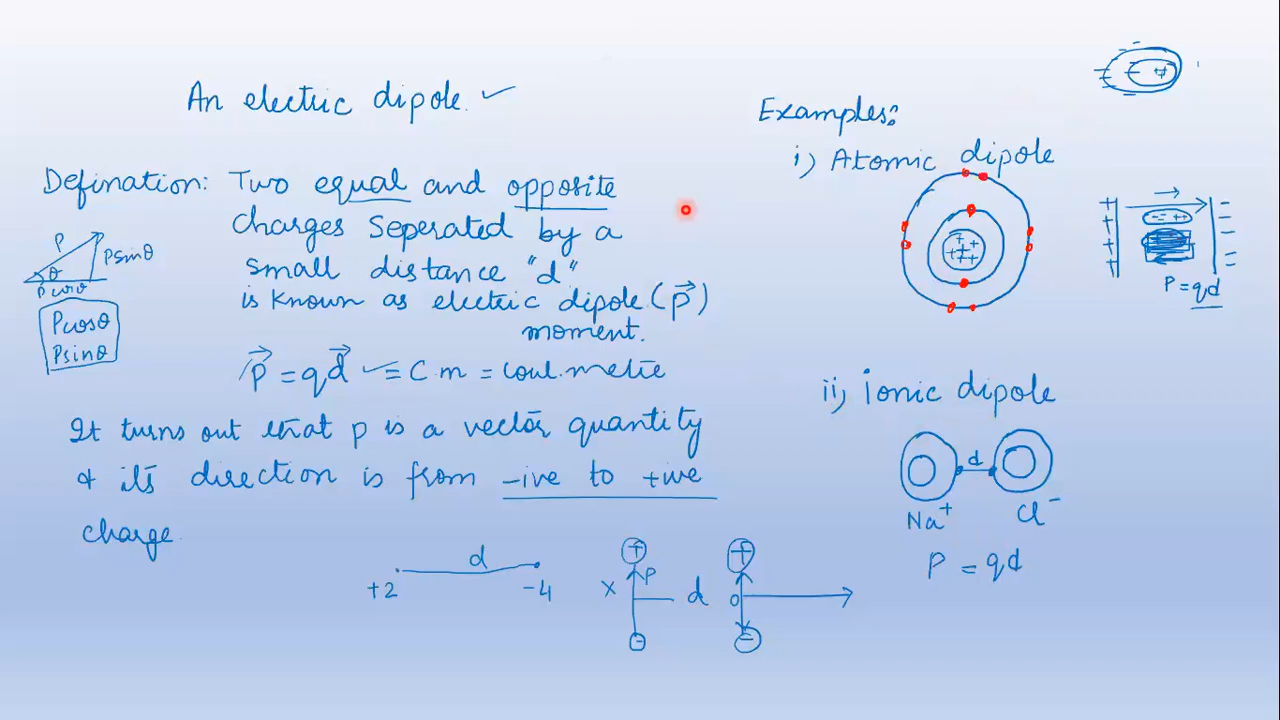 An electric dipole.
Defination: Two equal and opposite
charges Seperated by a
small distance "d"
is known as electric dipole (p⃗)
moment.
p⃗ = qd⃗ ≡ C.m = coul.metre
It turns out that p is a vector quantity
& it's direction is from -ive to +ive
charge.
P
Psinθ
θ
Pcosθ
Pcosθ
Psinθ
d
+2
-4
+
x
P
-
d
+
o
-
Examples:
i) Atomic dipole
+ + + + +
+
+ -
+ - - + + -
+ -
+ -
P = qd
ii, ionic dipole
d
Na⁺
Cl⁻
P = qd